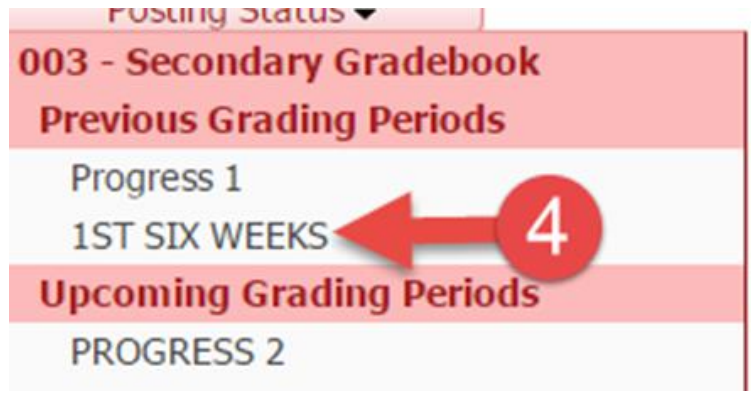 Posting Status
003 - Secondary Gradebook
Previous Grading Periods
Progress 1
1ST SIX WEEKS
4
Upcoming Grading Periods
PROGRESS 2